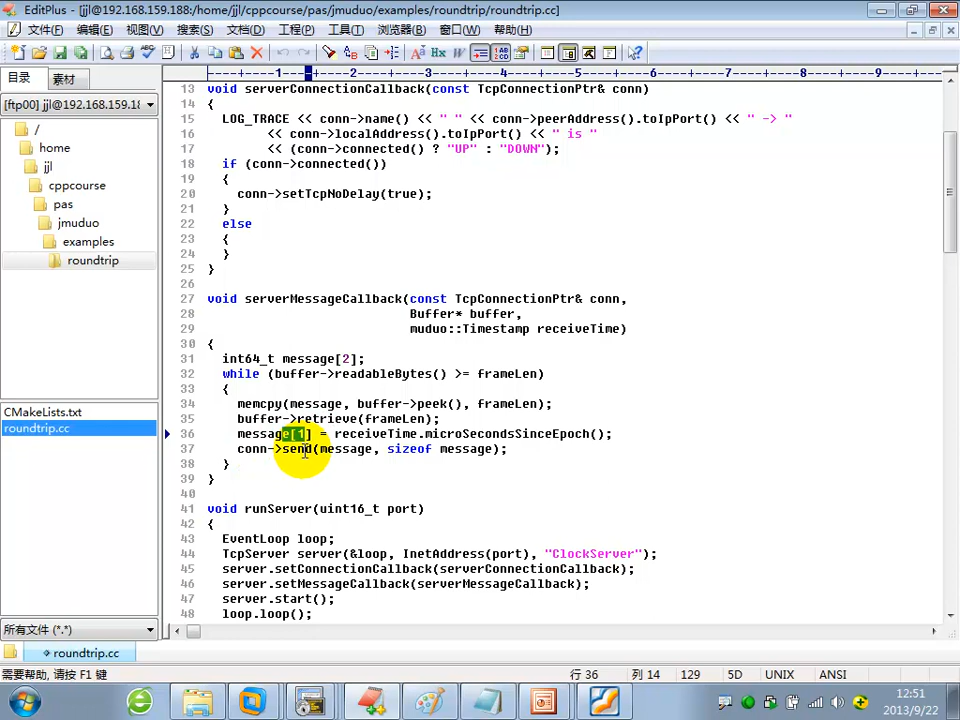 EditPlus - [jjl@192.168.159.188:/home/jjl/cppcourse/pas/jmuduo/examples/roundtrip/roundtrip.cc]
文件(F) 编辑(E) 视图(V) 搜索(S) 文档(D) 工程(P) 工具(T) 浏览器(B) 窗口(W) 帮助(H)
目录 素材
[ftp00] jjl@192.168.159.18
/
home
jjl
cppcourse
pas
jmuduo
examples
roundtrip
CMakeLists.txt
roundtrip.cc
所有文件 (*.*)
----+----1----+----2----+----3----+----4----+----5----+----6----+----7----+----8----+----9----+--
13 void serverConnectionCallback(const TcpConnectionPtr& conn)
14 {
15   LOG_TRACE << conn->name() << " " << conn->peerAddress().toIpPort() << " -> "
16         << conn->localAddress().toIpPort() << " is "
17         << (conn->connected() ? "UP" : "DOWN");
18   if (conn->connected())
19   {
20     conn->setTcpNoDelay(true);
21   }
22   else
23   {
24   }
25 }
26
27 void serverMessageCallback(const TcpConnectionPtr& conn,
28                            Buffer* buffer,
29                            muduo::Timestamp receiveTime)
30 {
31   int64_t message[2];
32   while (buffer->readableBytes() >= frameLen)
33   {
34     memcpy(message, buffer->peek(), frameLen);
35     buffer->retrieve(frameLen);
36     message[1] = receiveTime.microSecondsSinceEpoch();
37     conn->send(message, sizeof message);
38   }
39 }
40
41 void runServer(uint16_t port)
42 {
43   EventLoop loop;
44   TcpServer server(&loop, InetAddress(port), "ClockServer");
45   server.setConnectionCallback(serverConnectionCallback);
46   server.setMessageCallback(serverMessageCallback);
47   server.start();
48   loop.loop();
roundtrip.cc
需要帮助, 请按 F1 键 行 36 列 14 129 5D UNIX ANSI
12:51
2013/9/22